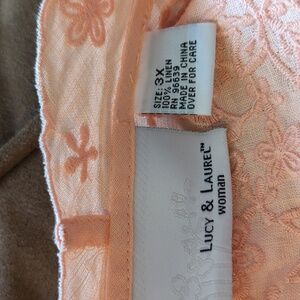 SIZE: 3X
100% LINEN
RN 96639
MADE IN CHINA
OVER FOR CARE
LUCY & LAUREL™
woman